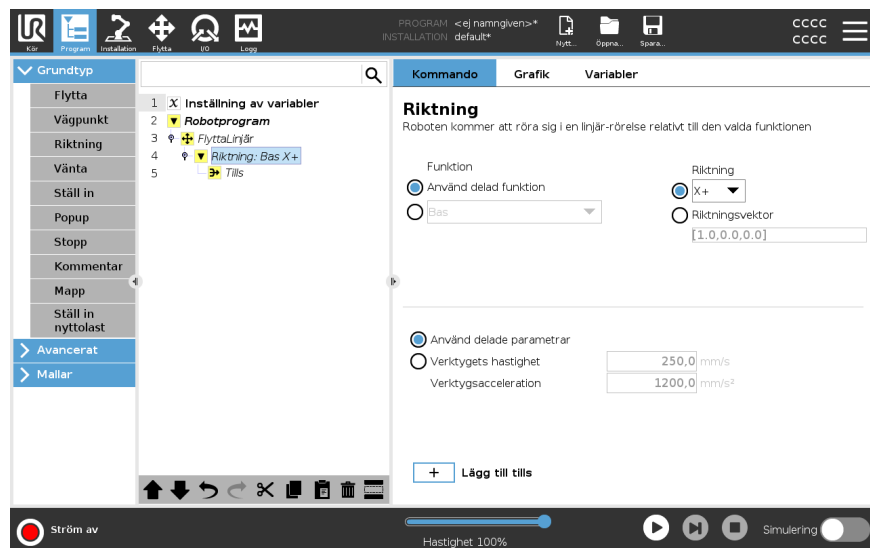 UR
Kör
Program
Installation
Flytta
I/O
Logg
PROGRAM <ej namngiven>*
INSTALLATION default*
Nytt...
Öppna...
Spara...
CCCC
CCCC
Grundtyp
Flytta
Vägpunkt
Riktning
Vänta
Ställ in
Popup
Stopp
Kommentar
Mapp
Ställ in
nyttolast
Avancerat
Mallar
1 X Inställning av variabler
2 Robotprogram
3 FlyttaLinjär
4 Riktning: Bas X+
5 Tills
Kommando
Grafik
Variabler
Riktning
Roboten kommer att röra sig i en linjär-rörelse relativt till den valda funktionen
Funktion
Använd delad funktion
Bas
Riktning
X+
Riktningsvektor
[1.0,0.0,0.0]
Använd delade parametrar
Verktygets hastighet 250,0 mm/s
Verktygsacceleration 1200,0 mm/s²
+ Lägg till tills
Ström av
Hastighet 100%
Simulering